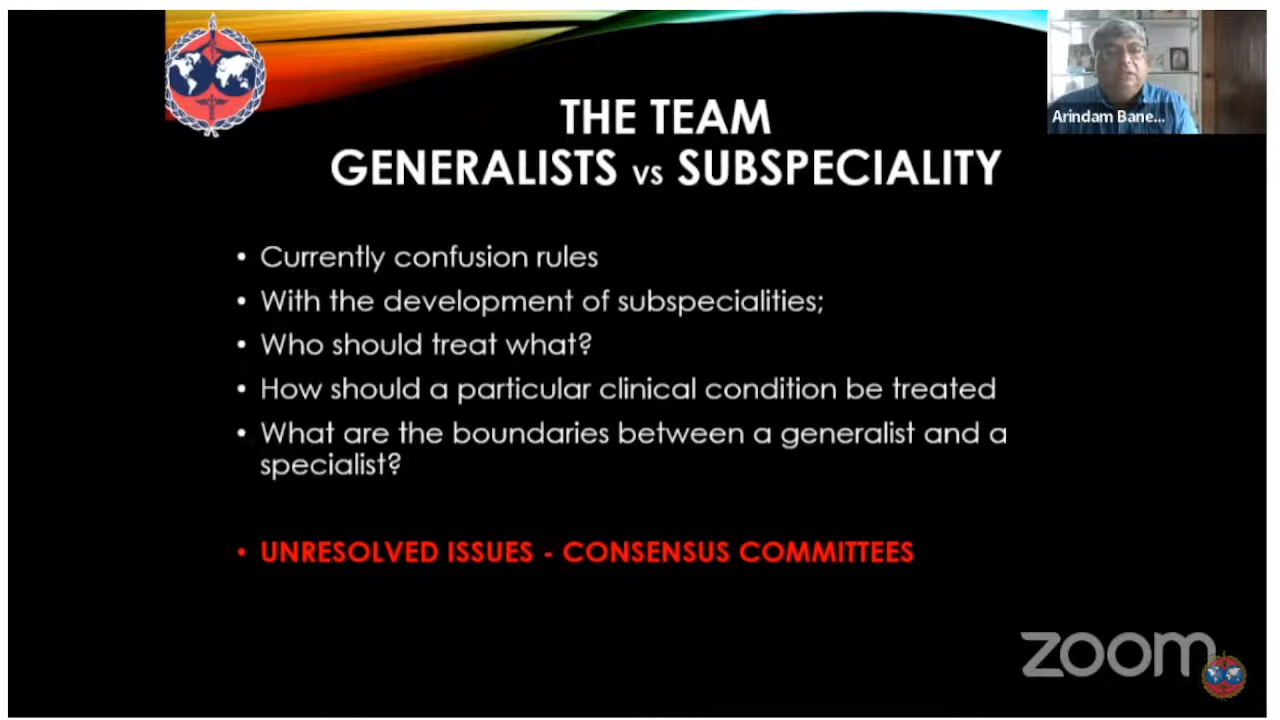 Arindam Bane...
THE TEAM
GENERALISTS vs SUBSPECIALITY
• Currently confusion rules
• With the development of subspecialities;
• Who should treat what?
• How should a particular clinical condition be treated
• What are the boundaries between a generalist and a
specialist?
• UNRESOLVED ISSUES - CONSENSUS COMMITTEES
zoom